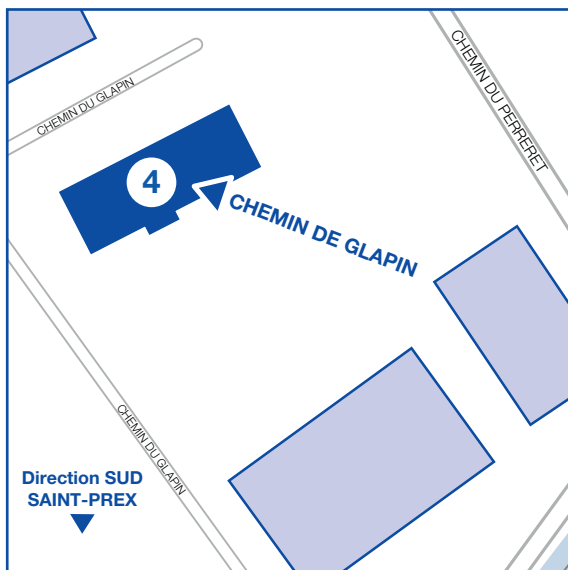 CHEMIN DU PERRERET
CHEMIN DU GLAPIN
4
CHEMIN DE GLAPIN
CHEMIN DU GLAPIN
Direction SUD
SAINT-PREX